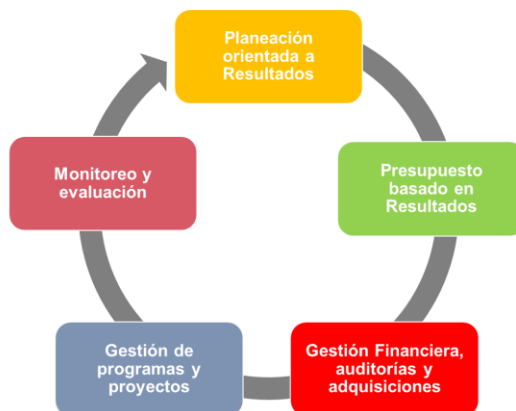 Planeación
orientada a
Resultados
Presupuesto
basado en
Resultados
Gestión Financiera,
auditorías y
adquisiciones
Gestión de
programas y
proyectos
Monitoreo y
evaluación